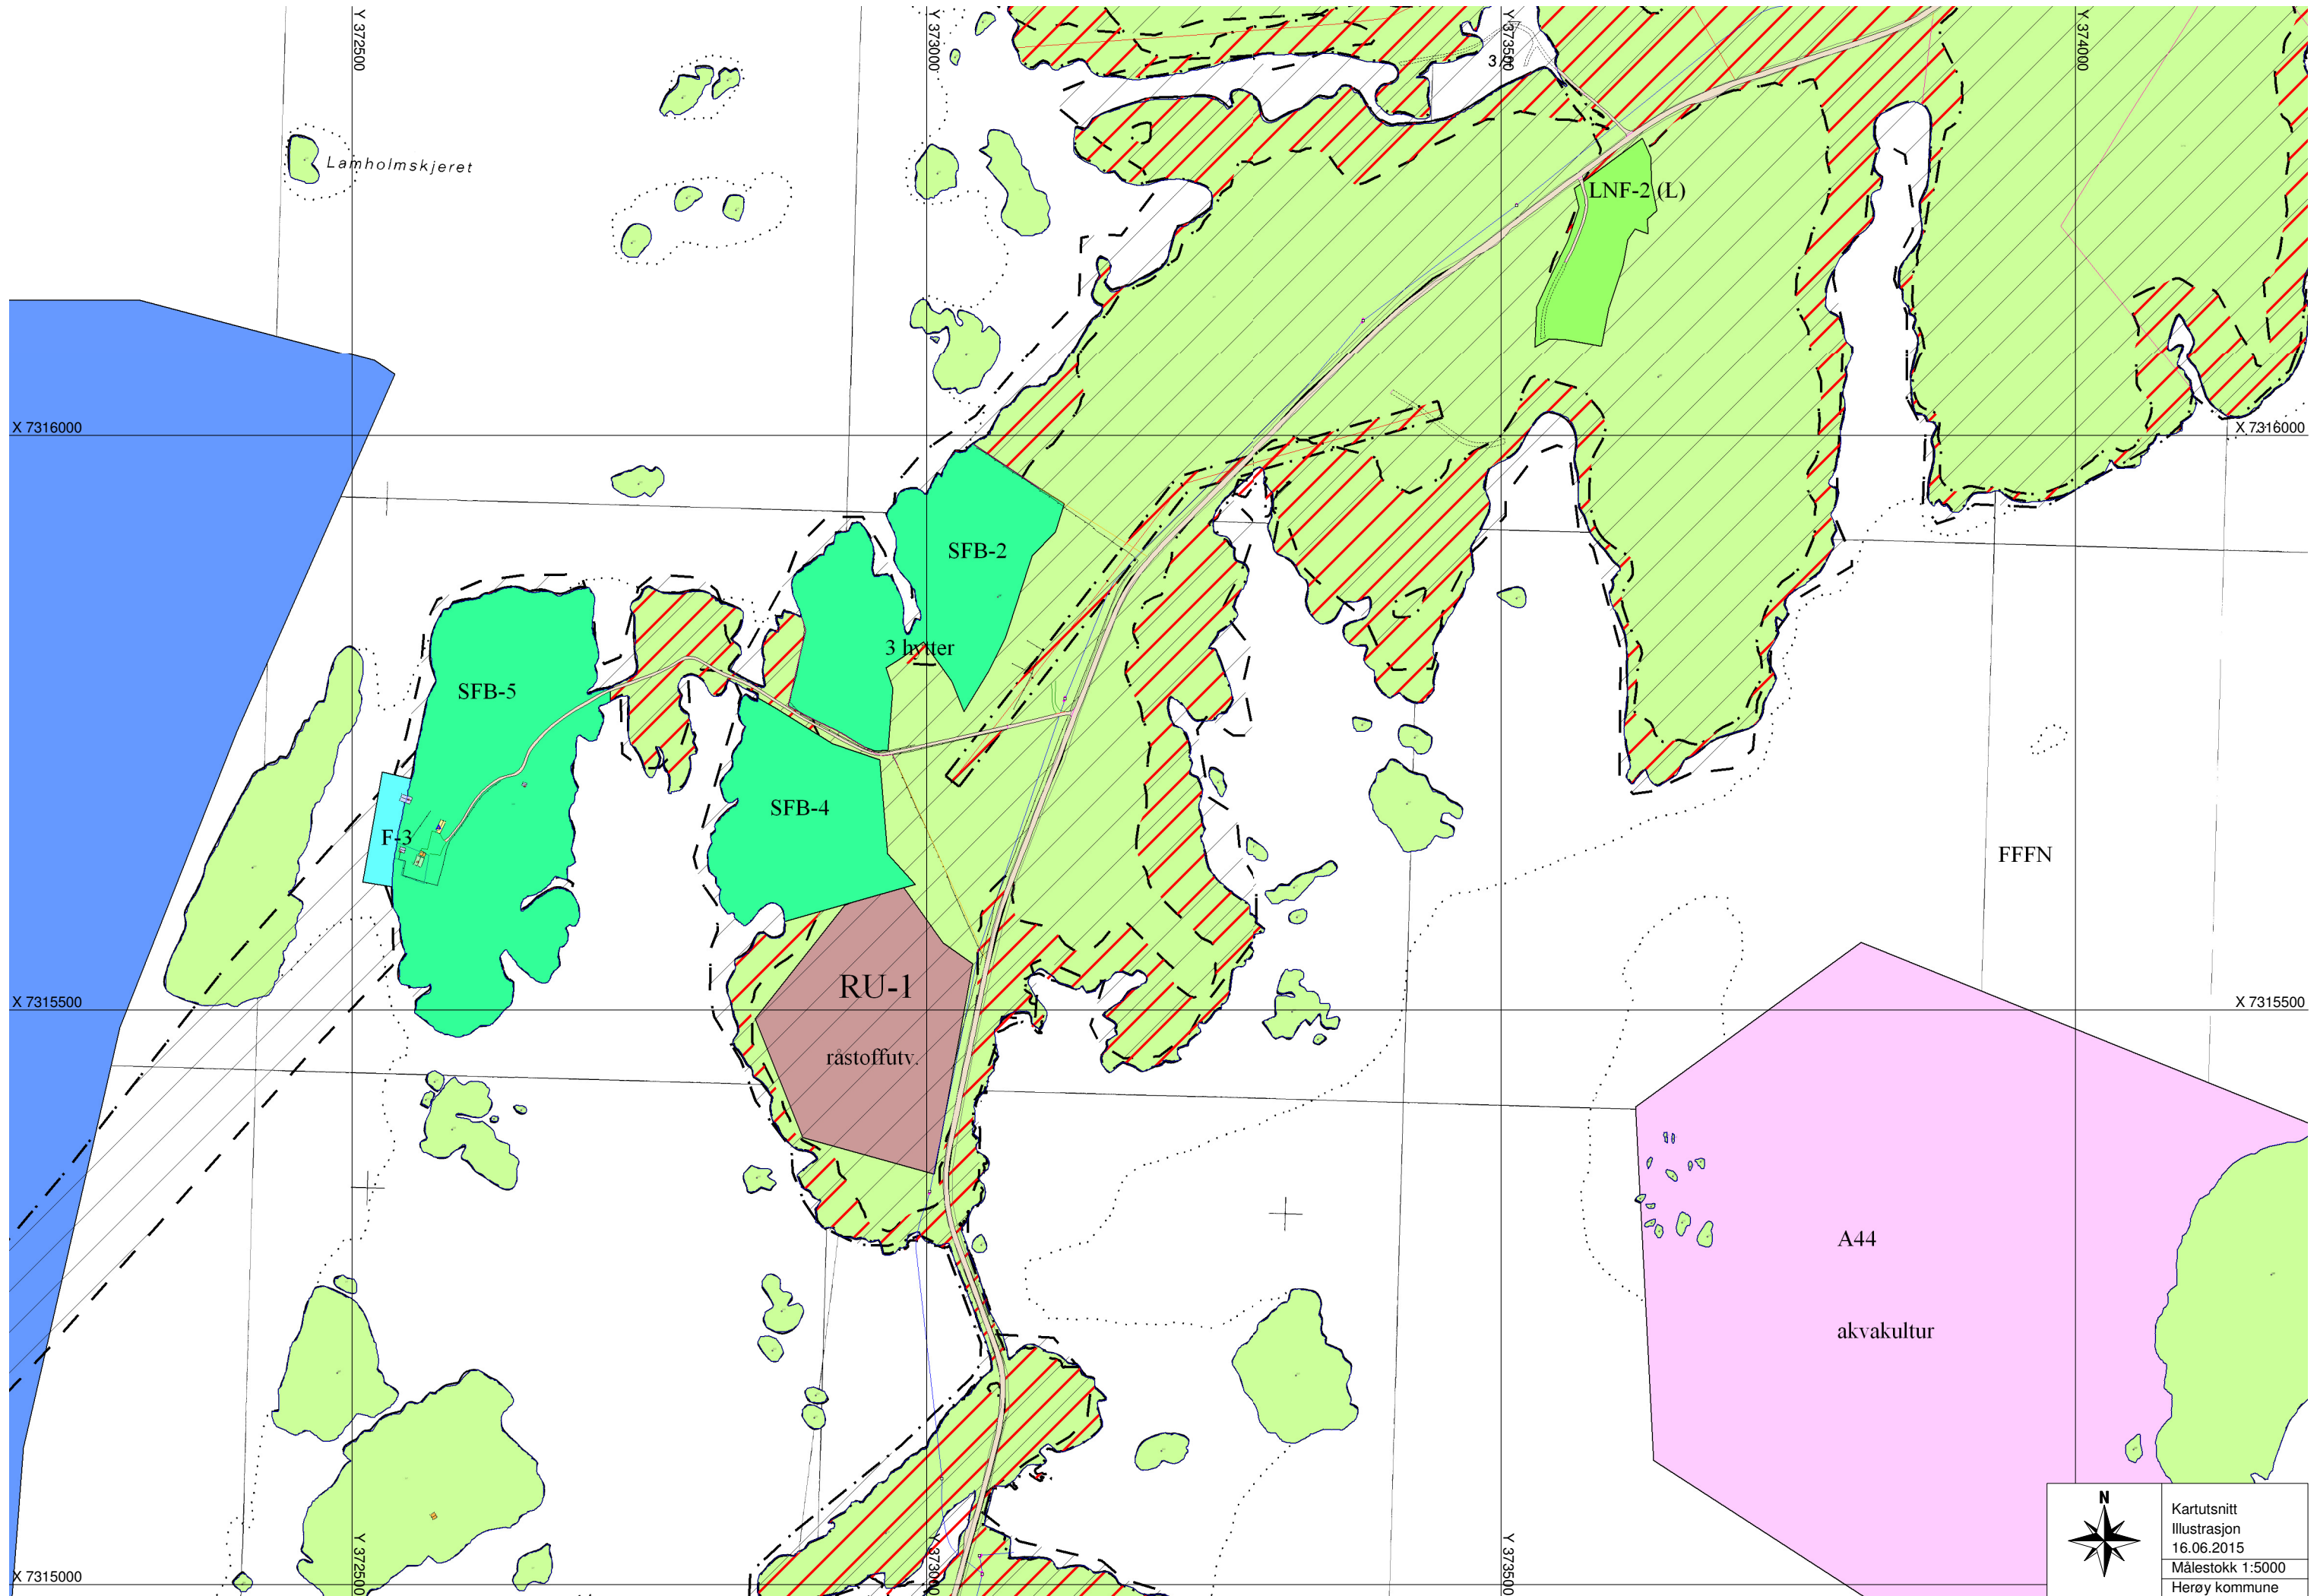 Y 372500
Y 373000
Y 373500
Y 374000
Lamholmskjeret
LNF-2 (L)
X 7316000
X 7316000
SFB-2
3 hytter
SFB-5
SFB-4
F-3
FFFN
RU-1
X 7315500
X 7315500
råstoffutv.
A44
akvakultur
N
Kartutsnitt
Illustrasjon
16.06.2015
Målestokk 1:5000
Herøy kommune
X 7315000
Y 372500
Y 373000
Y 373500